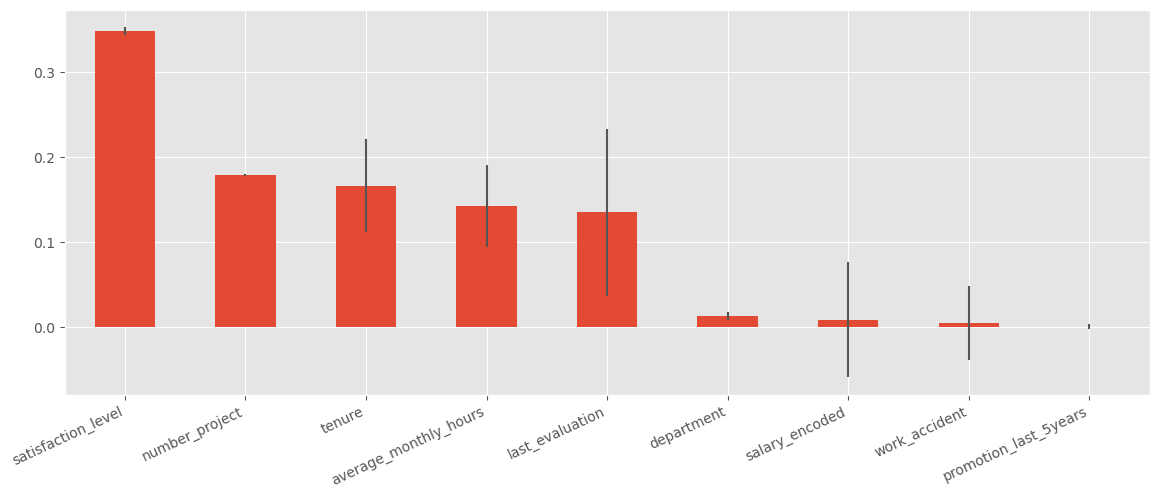 0.3
0.2
0.1
0.0
satisfaction_level
number_project
tenure
average_monthly_hours
last_evaluation
department
salary_encoded
work_accident
promotion_last_5years